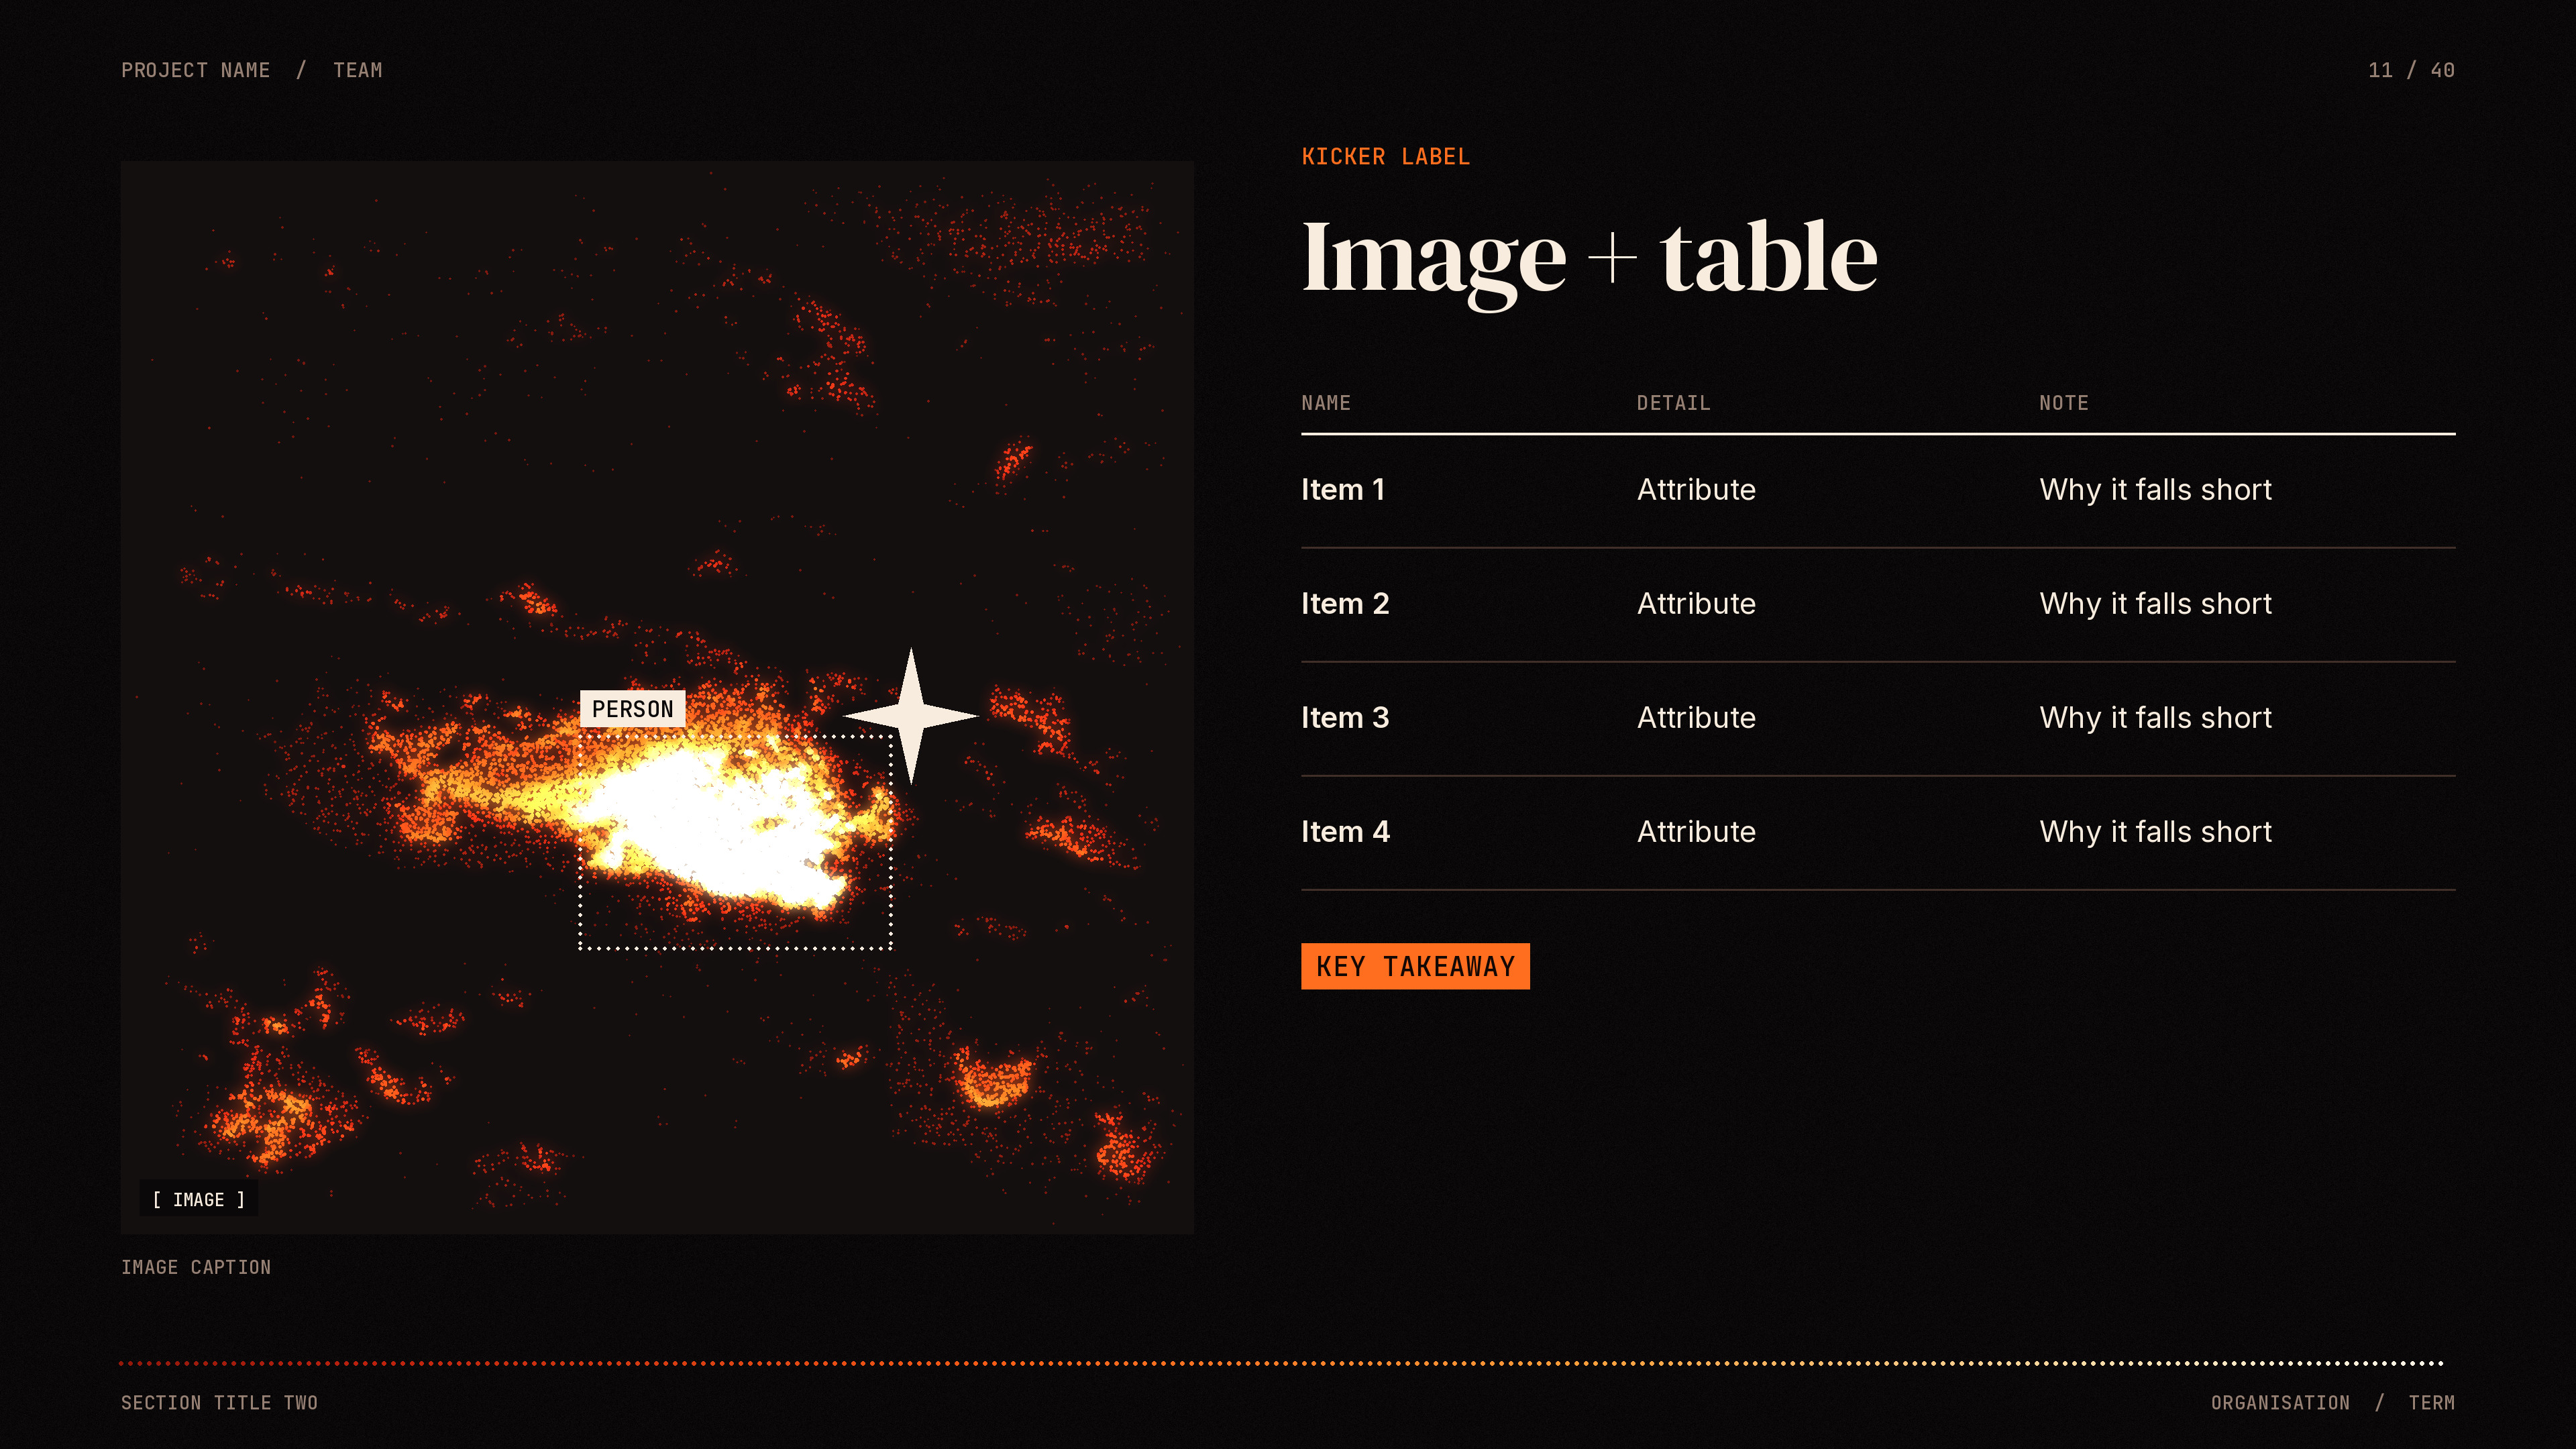 PROJECT NAME / TEAM
11 / 40
PERSON
[ IMAGE ]
IMAGE CAPTION
KICKER LABEL
Image + table
NAME DETAIL NOTE
Item 1 Attribute Why it falls short
Item 2 Attribute Why it falls short
Item 3 Attribute Why it falls short
Item 4 Attribute Why it falls short
KEY TAKEAWAY
SECTION TITLE TWO
ORGANISATION / TERM